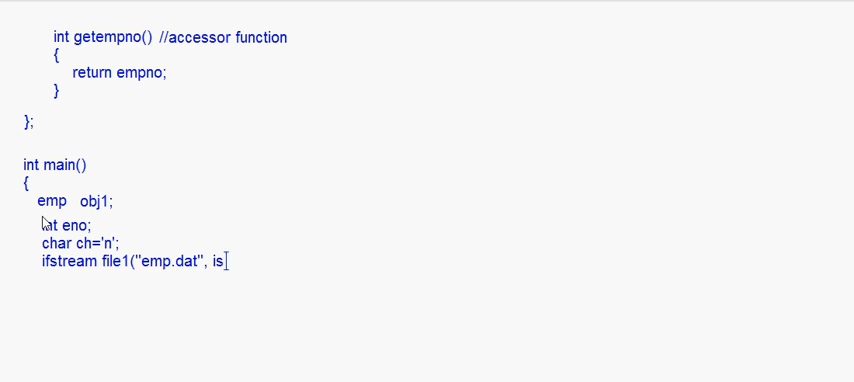 int getempno() //accessor function
{
return empno;
}
};
int main()
{
emp obj1;
int eno;
char ch='n';
ifstream file1("emp.dat", is